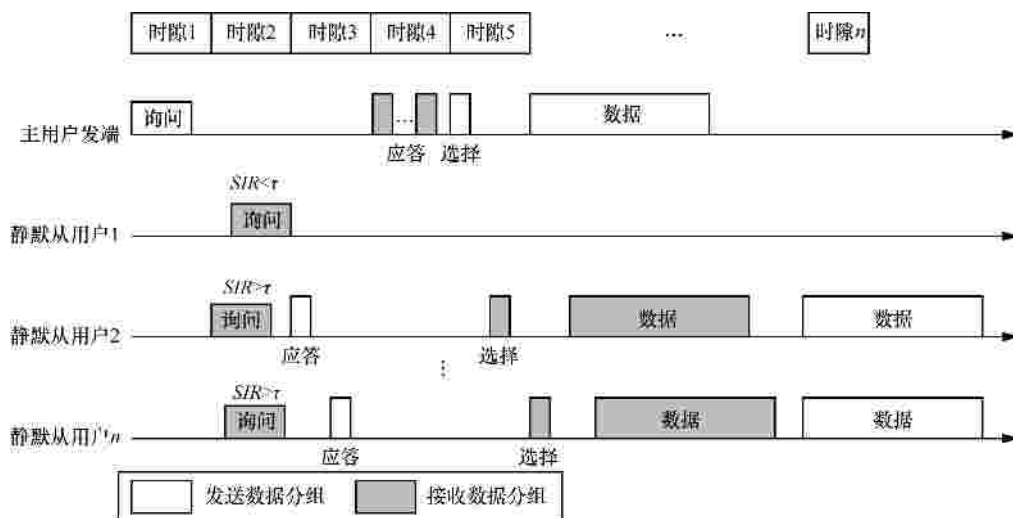 时隙1 时隙2 时隙3 时隙4 时隙5 … 时隙n
主用户发端 询问 … 数据
应答 选择
SIR<τ
静默从用户1 询问
SIR>τ
静默从用户2 询问 数据 数据
应答 选择
⋮
SIR>τ
静默从用户n 询问 数据 数据
应答 选择
发送数据分组 接收数据分组